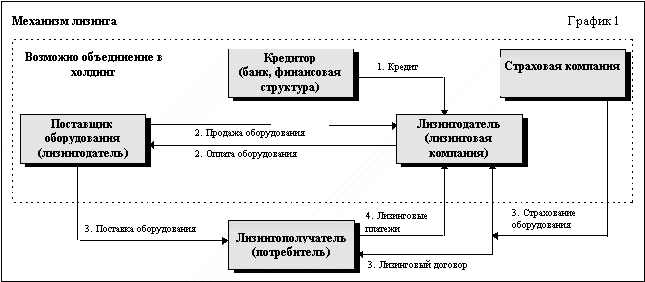 Механизм лизинга
График 1
Возможно объединение в
холдинг
Кредитор
(банк, финансовая
структура)
1. Кредит
Страховая компания
Поставщик
оборудования
(лизингодатель)
2. Продажа оборудования
2. Оплата оборудования
Лизингодатель
(лизинговая
компания)
3. Поставка оборудования
Лизингополучатель
(потребитель)
4. Лизинговые
платежи
3. Страхование
оборудования
3. Лизинговый договор